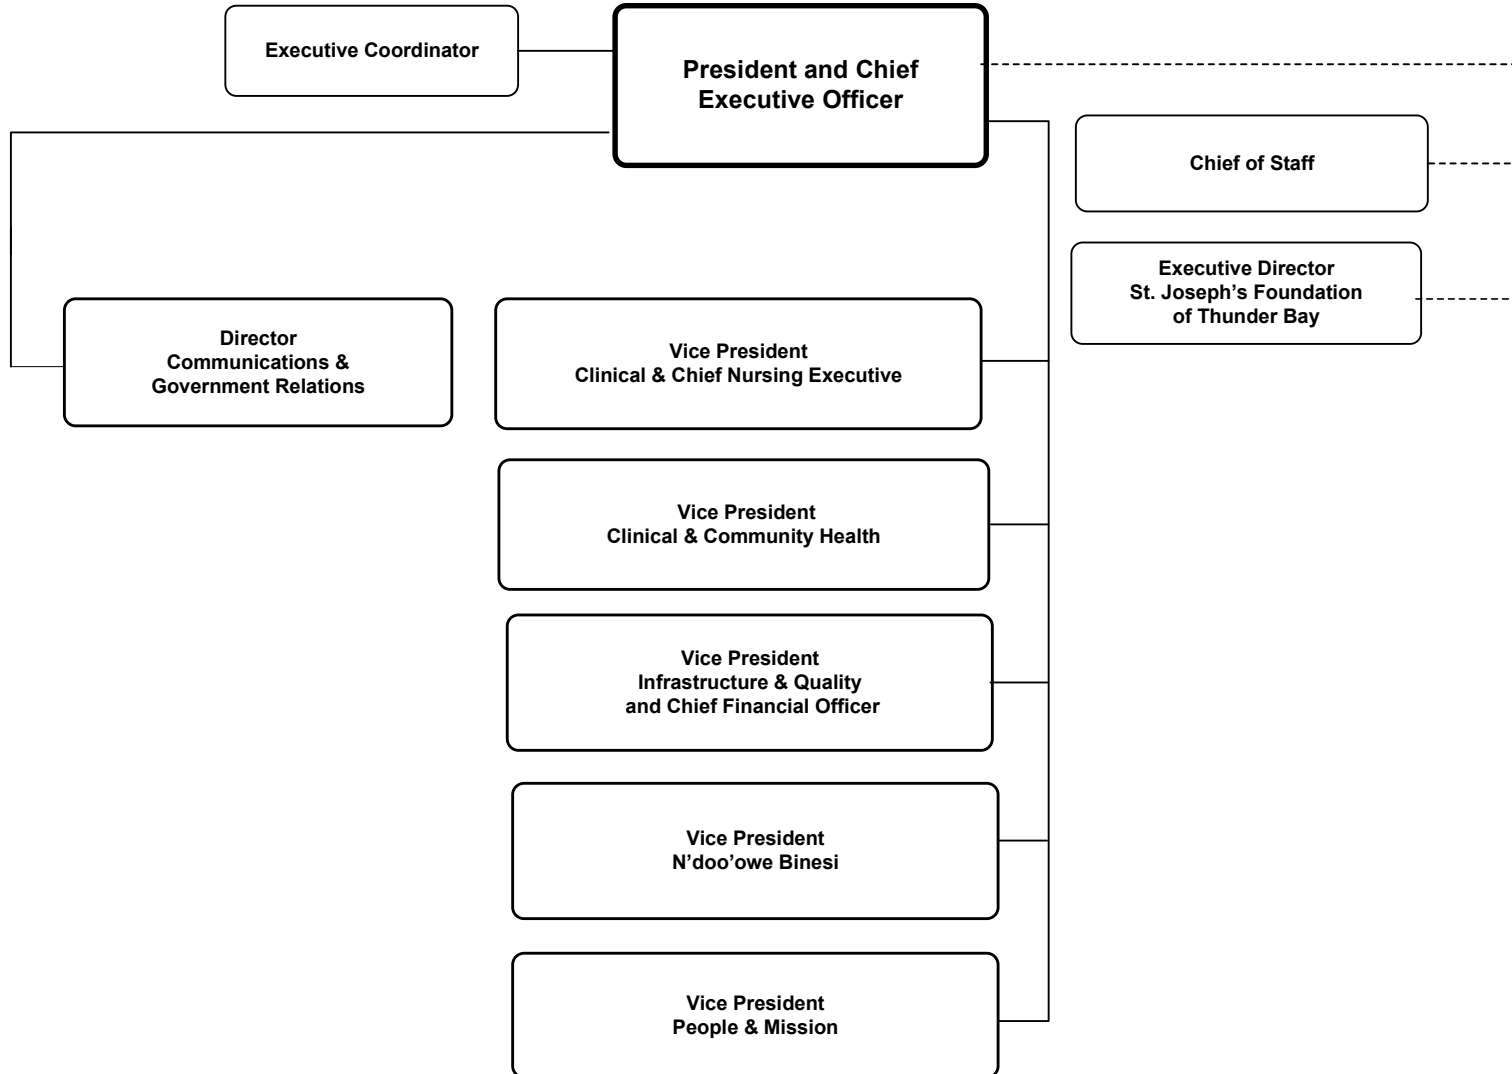 Executive Coordinator
President and Chief
Executive Officer
Chief of Staff
Executive Director
St. Joseph’s Foundation
of Thunder Bay
Director
Communications &
Government Relations
Vice President
Clinical & Chief Nursing Executive
Vice President
Clinical & Community Health
Vice President
Infrastructure & Quality
and Chief Financial Officer
Vice President
N’doo’owe Binesi
Vice President
People & Mission